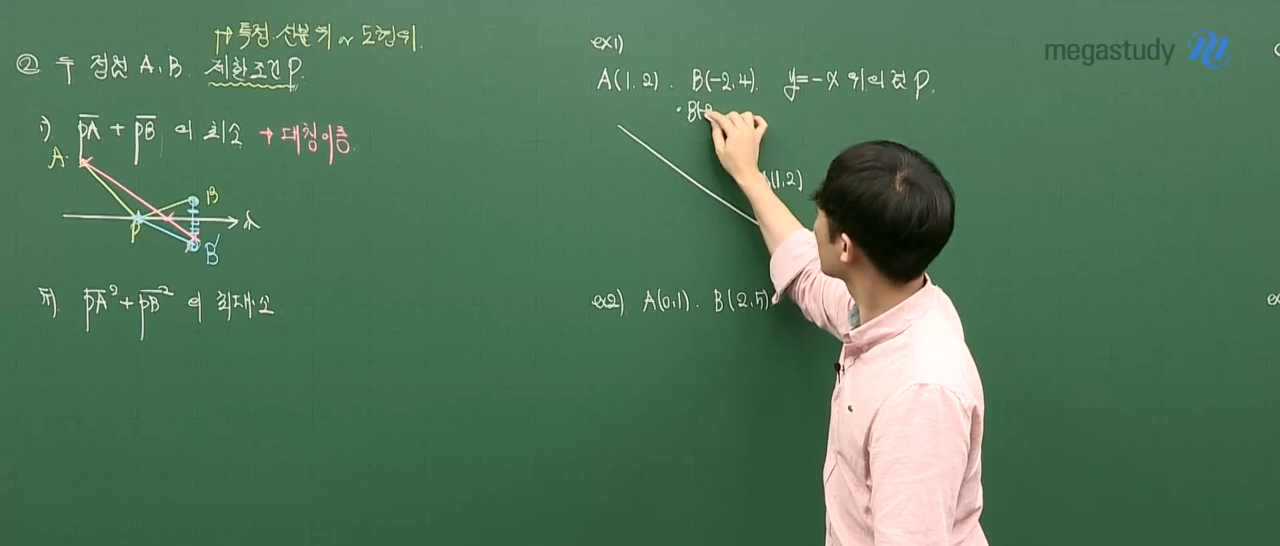 → 특정 선분 위 or 도형위.
② 두 정점 A, B. 제한조건 P.
i) PA + PB 의 최소 → 대칭이동
A
B
P
x
B'
ii) PA² + PB² 의 최대·소
megastudy
ex1)
A(1, 2). B(-2, 4). y=-x 위의 점 P.
B(-2
A(1,2)
ex2) A(0,1). B(2,5)